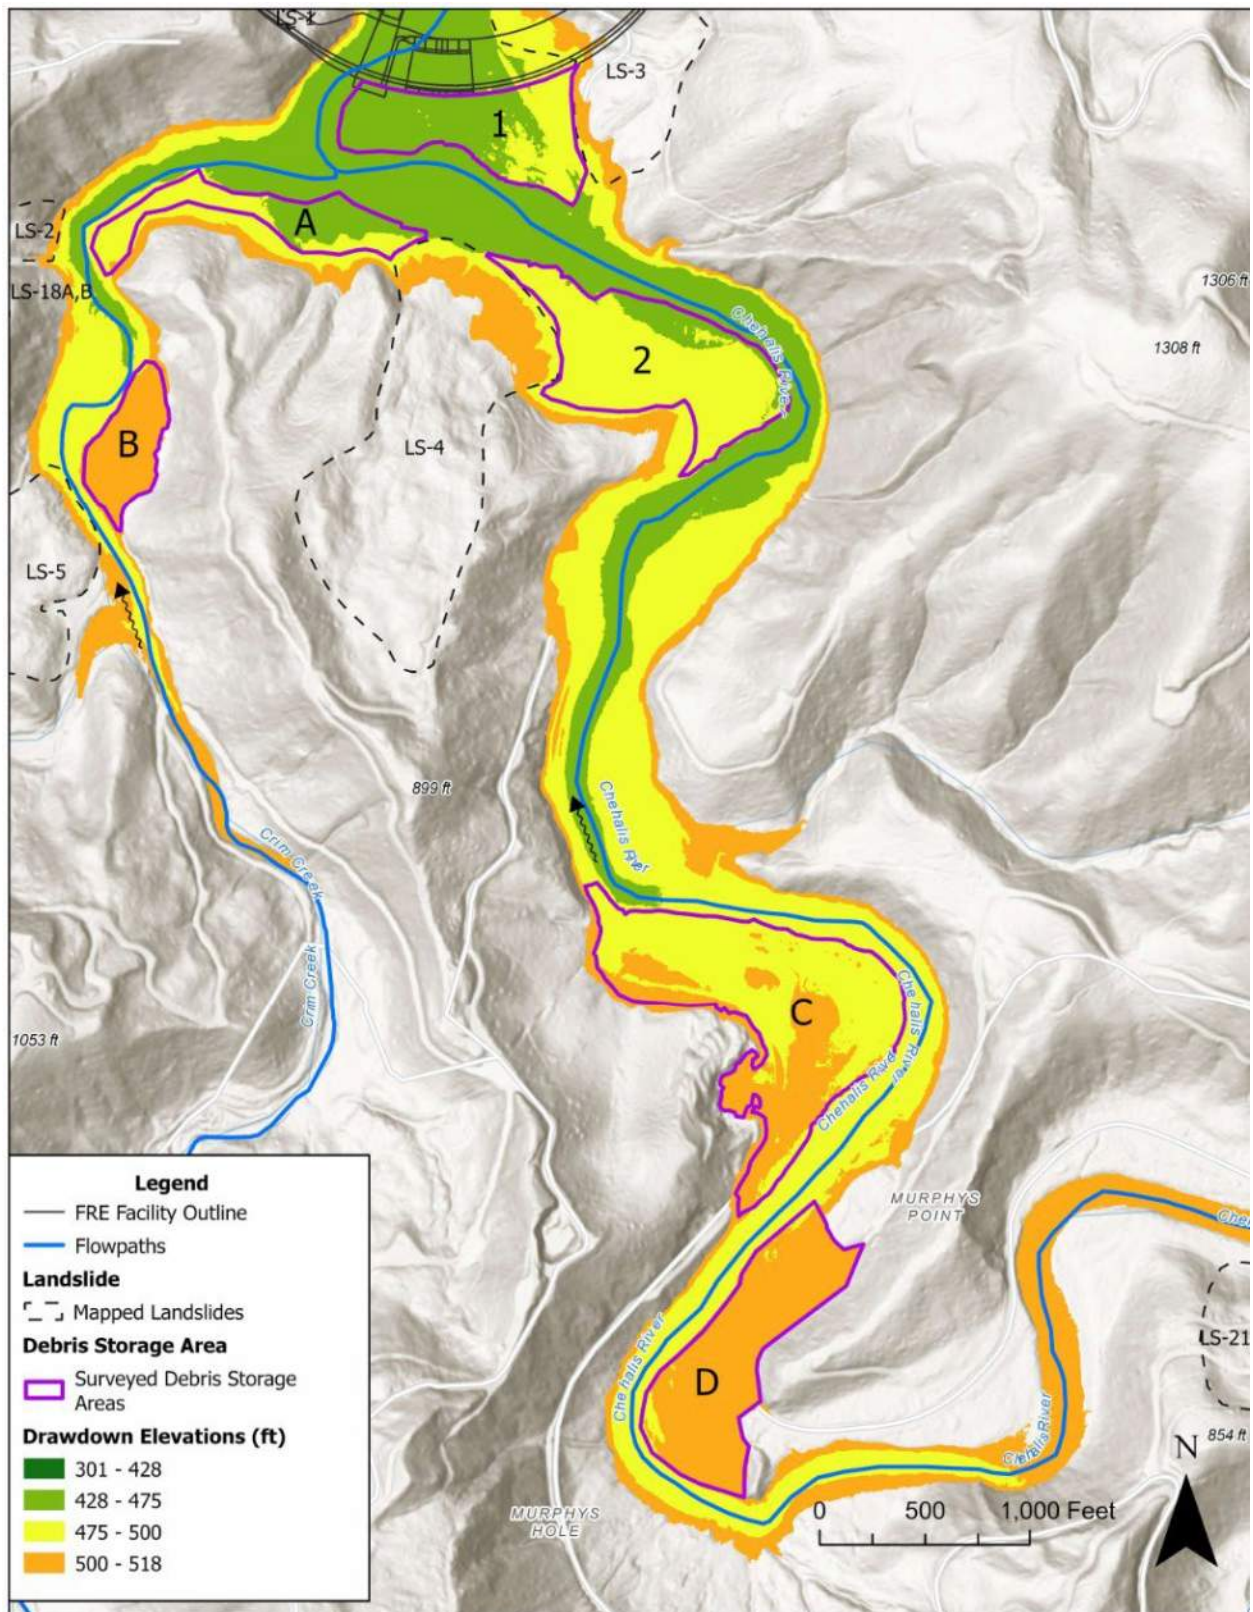 LS-1
LS-3
1
A
LS-2
LS-18A,B
1306 ft
Chehalis River
1308 ft
2
B
LS-4
LS-5
899 ft
Chehalis River
Crim Creek
Crim Creek
1053 ft
C
Chehalis River
Chehalis River
MURPHYS
POINT
Legend
FRE Facility Outline
Flowpaths
Landslide
Mapped Landslides
Debris Storage Area
Surveyed Debris Storage
Areas
Drawdown Elevations (ft)
301 - 428
428 - 475
475 - 500
500 - 518
Chehalis River
D
LS-21
Chehalis River
854 ft
N
MURPHYS
HOLE
0 500 1,000 Feet